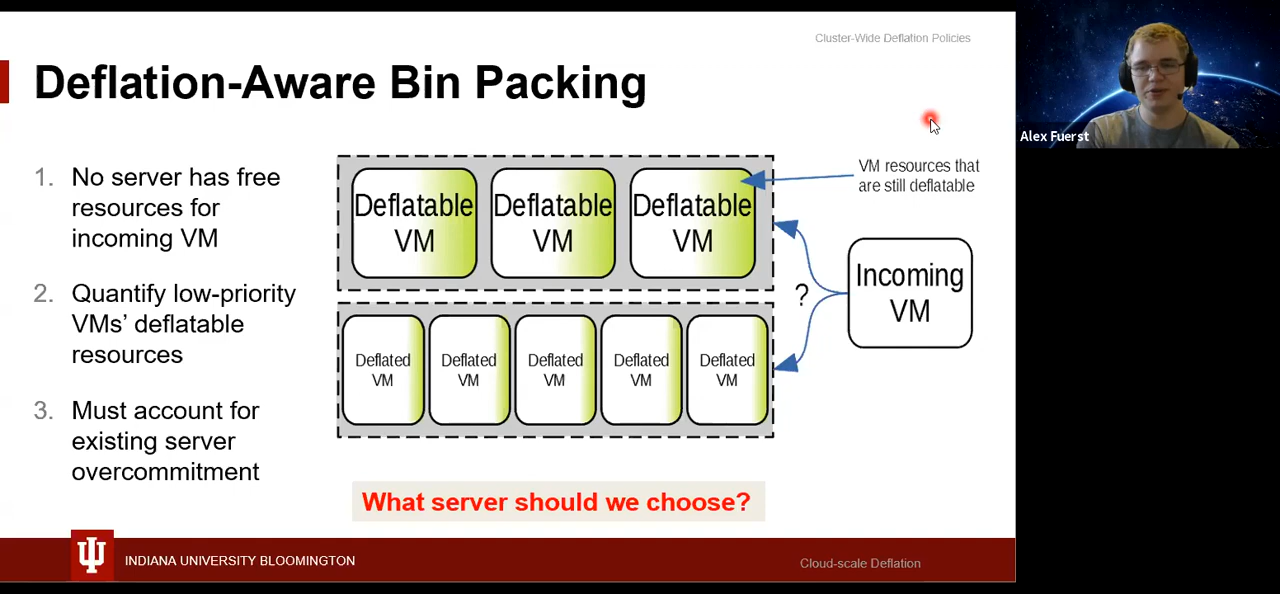 Cluster-Wide Deflation Policies
Deflation-Aware Bin Packing
Alex Fuerst
1. No server has free
resources for
incoming VM
2. Quantify low-priority
VMs’ deflatable
resources
3. Must account for
existing server
overcommitment
Deflatable
VM
Deflatable
VM
Deflatable
VM
VM resources that
are still deflatable
Deflated
VM
Deflated
VM
Deflated
VM
Deflated
VM
Deflated
VM
?
Incoming
VM
What server should we choose?
INDIANA UNIVERSITY BLOOMINGTON
Cloud-scale Deflation